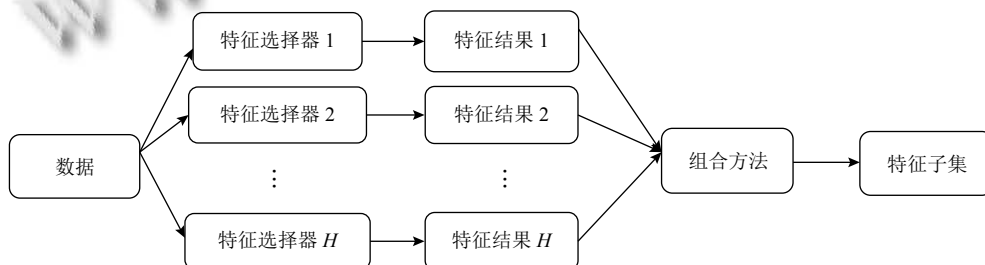 特征选择器 1
特征结果 1
特征选择器 2
特征结果 2
数据
组合方法
特征子集
⋮
⋮
特征选择器 H
特征结果 H